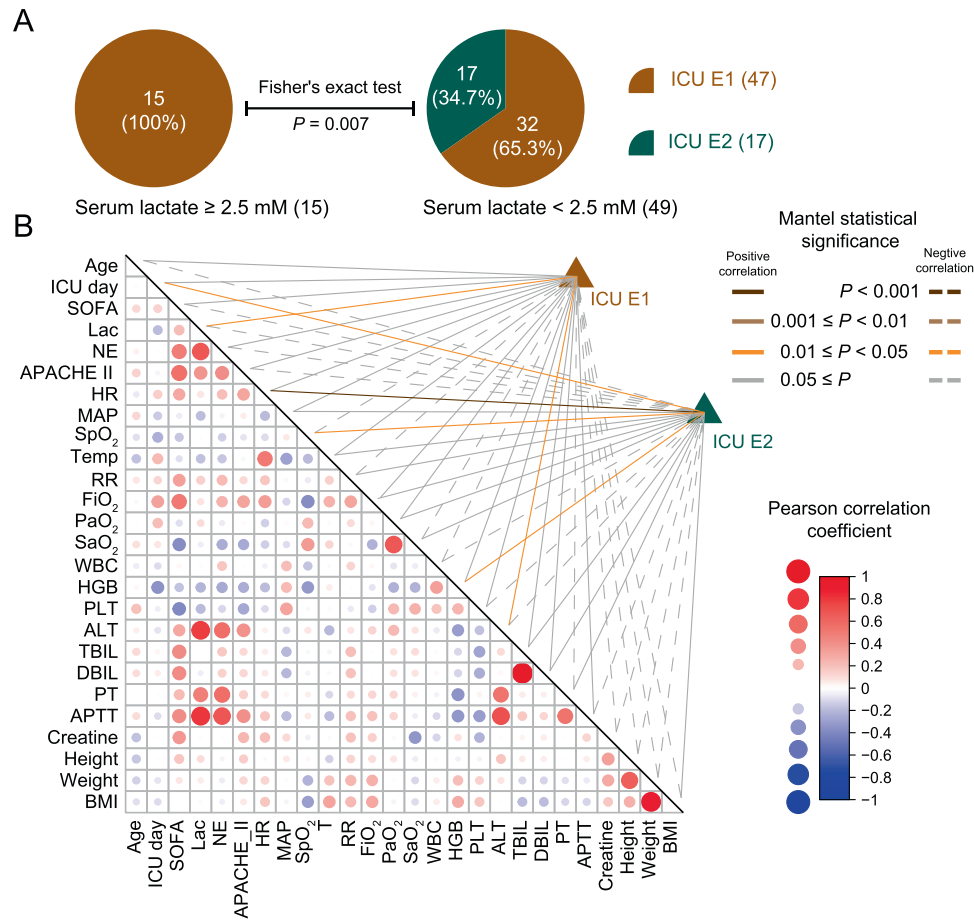 A
15
(100%)
Fisher's exact test
P = 0.007
17
(34.7%)
32
(65.3%)
ICU E1 (47)
ICU E2 (17)
Serum lactate ≥ 2.5 mM (15)
Serum lactate < 2.5 mM (49)
B
Mantel statistical
significance
Positive
correlation
Negtive
correlation
P < 0.001
0.001 ≤ P < 0.01
0.01 ≤ P < 0.05
0.05 ≤ P
ICU E1
ICU E2
Age
ICU day
SOFA
Lac
NE
APACHE II
HR
MAP
SpO₂
Temp
RR
FiO₂
PaO₂
SaO₂
WBC
HGB
PLT
ALT
TBIL
DBIL
PT
APTT
Creatine
Height
Weight
BMI
Age
ICU day
SOFA
Lac
NE
APACHE_II
HR
MAP
SpO₂
T
RR
FiO₂
PaO₂
SaO₂
WBC
HGB
PLT
ALT
TBIL
DBIL
PT
APTT
Creatine
Height
Weight
BMI
Pearson correlation
coefficient
1
0.8
0.6
0.4
0.2
0
−0.2
−0.4
−0.6
−0.8
−1